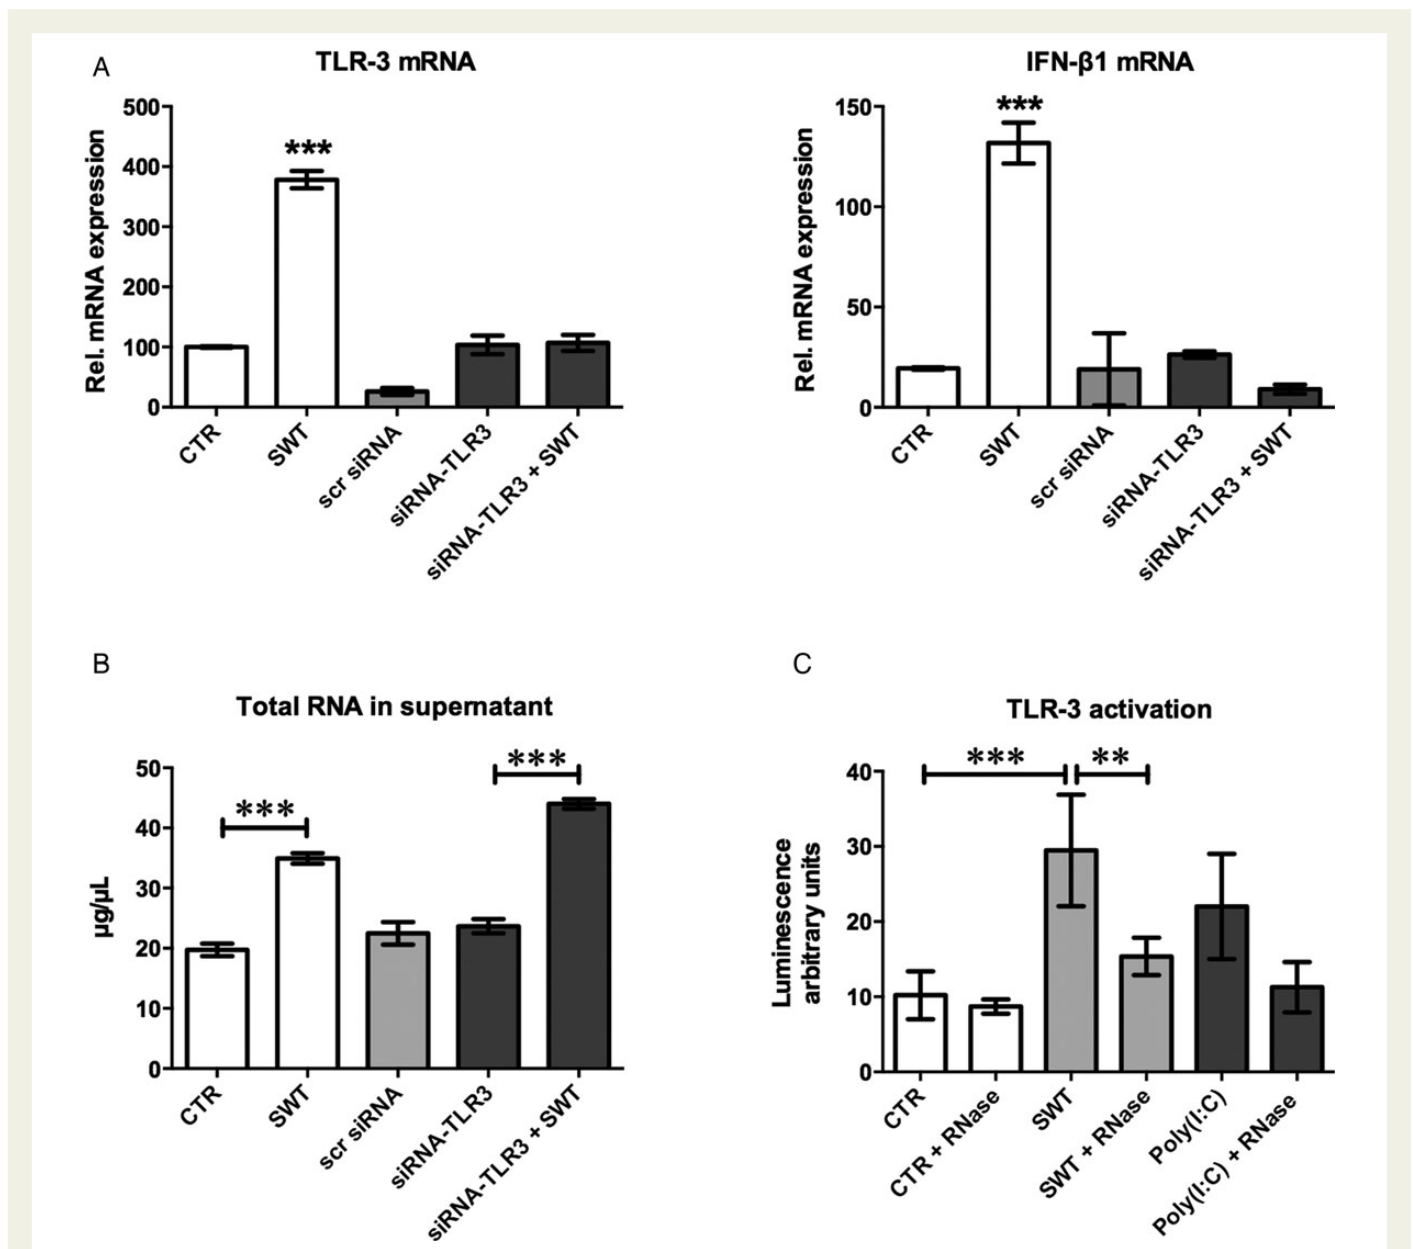 A
TLR-3 mRNA
Rel. mRNA expression
500
400
300
200
100
0
***
CTR
SWT
scr siRNA
siRNA-TLR3
siRNA-TLR3 + SWT
IFN-β1 mRNA
Rel. mRNA expression
150
100
50
0
***
CTR
SWT
scr siRNA
siRNA-TLR3
siRNA-TLR3 + SWT
B
Total RNA in supernatant
µg/µL
50
40
30
20
10
0
***
***
CTR
SWT
scr siRNA
siRNA-TLR3
siRNA-TLR3 + SWT
C
TLR-3 activation
Luminescence
arbitrary units
40
30
20
10
0
***
**
CTR
CTR + RNase
SWT
SWT + RNase
Poly(I:C)
Poly(I:C) + RNase